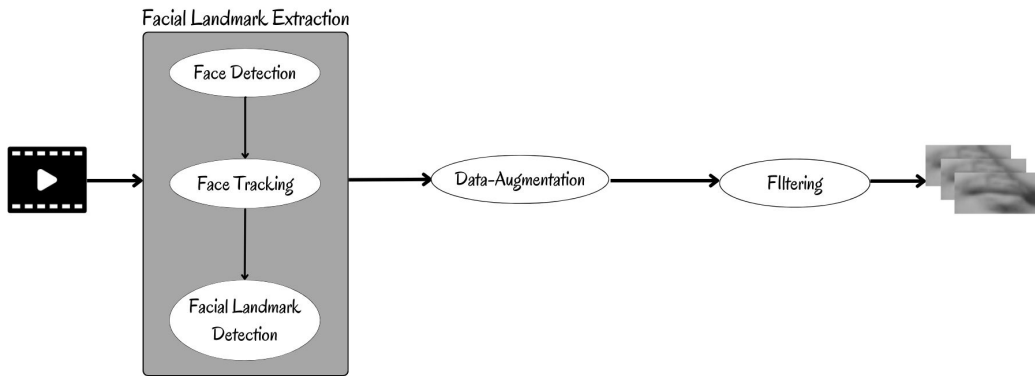 Facial Landmark Extraction
Face Detection
Face Tracking
Facial Landmark
Detection
Data-Augmentation
FIltering